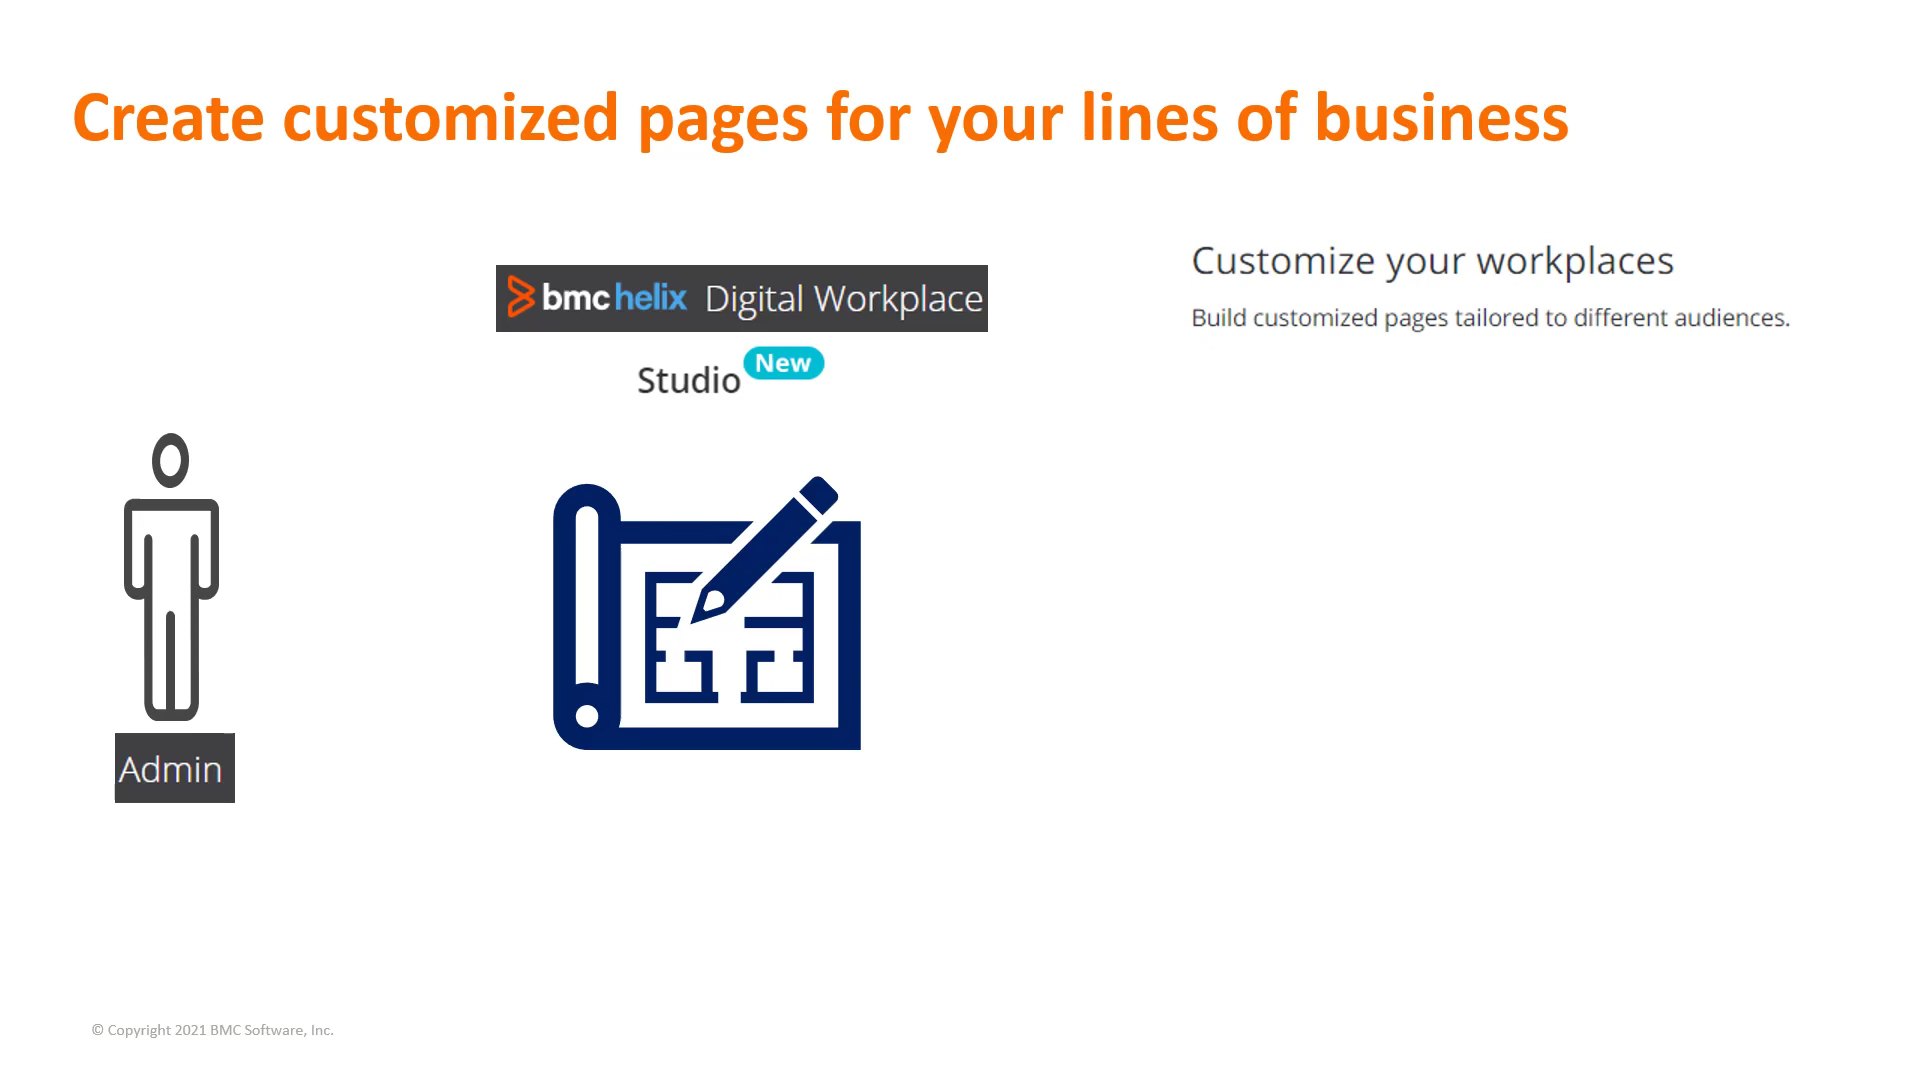 Create customized pages for your lines of business
bmc helix Digital Workplace
Studio New
Customize your workplaces
Build customized pages tailored to different audiences.
Admin
© Copyright 2021 BMC Software, Inc.